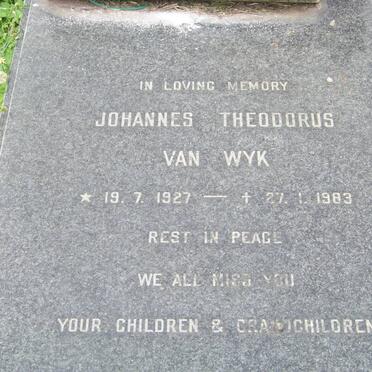 IN LOVING MEMORY
JOHANNES THEODORUS
VAN WYK
★ 19. 7. 1927 — † 27. 1. 1983
REST IN PEACE
WE ALL MISS YOU
YOUR CHILDREN & GRANDCHILDREN